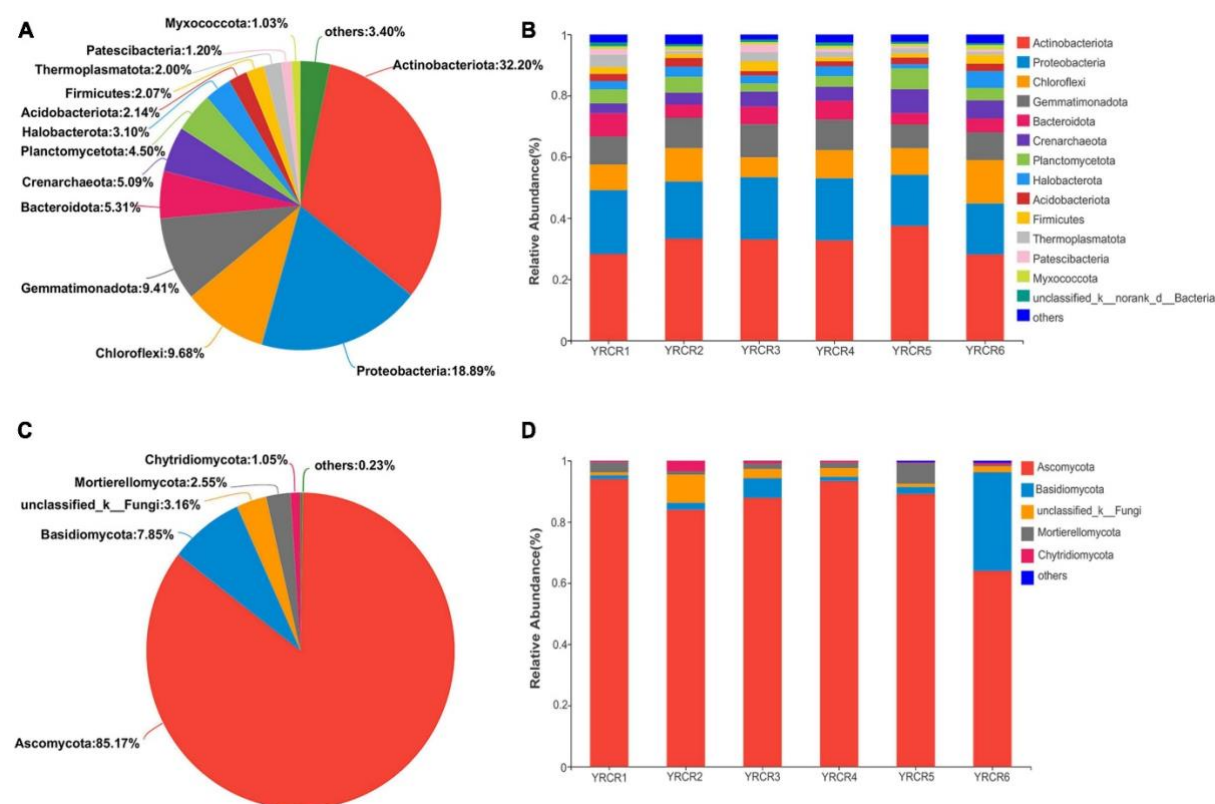 A
Myxococcota:1.03%
others:3.40%
Patescibacteria:1.20%
Actinobacteriota:32.20%
Thermoplasmatota:2.00%
Firmicutes:2.07%
Acidobacteriota:2.14%
Halobacterota:3.10%
Planctomycetota:4.50%
Crenarchaeota:5.09%
Bacteroidota:5.31%
Gemmatimonadota:9.41%
Chloroflexi:9.68%
Proteobacteria:18.89%
B
Relative Abundance(%)
1
0.8
0.6
0.4
0.2
0
YRCR1 YRCR2 YRCR3 YRCR4 YRCR5 YRCR6
Actinobacteriota
Proteobacteria
Chloroflexi
Gemmatimonadota
Bacteroidota
Crenarchaeota
Planctomycetota
Halobacterota
Acidobacteriota
Firmicutes
Thermoplasmatota
Patescibacteria
Myxococcota
unclassified_k__norank_d__Bacteria
others
C
Chytridiomycota:1.05%
others:0.23%
Mortierellomycota:2.55%
unclassified_k__Fungi:3.16%
Basidiomycota:7.85%
Ascomycota:85.17%
D
Relative Abundance(%)
1
0.8
0.6
0.4
0.2
0
YRCR1 YRCR2 YRCR3 YRCR4 YRCR5 YRCR6
Ascomycota
Basidiomycota
unclassified_k__Fungi
Mortierellomycota
Chytridiomycota
others